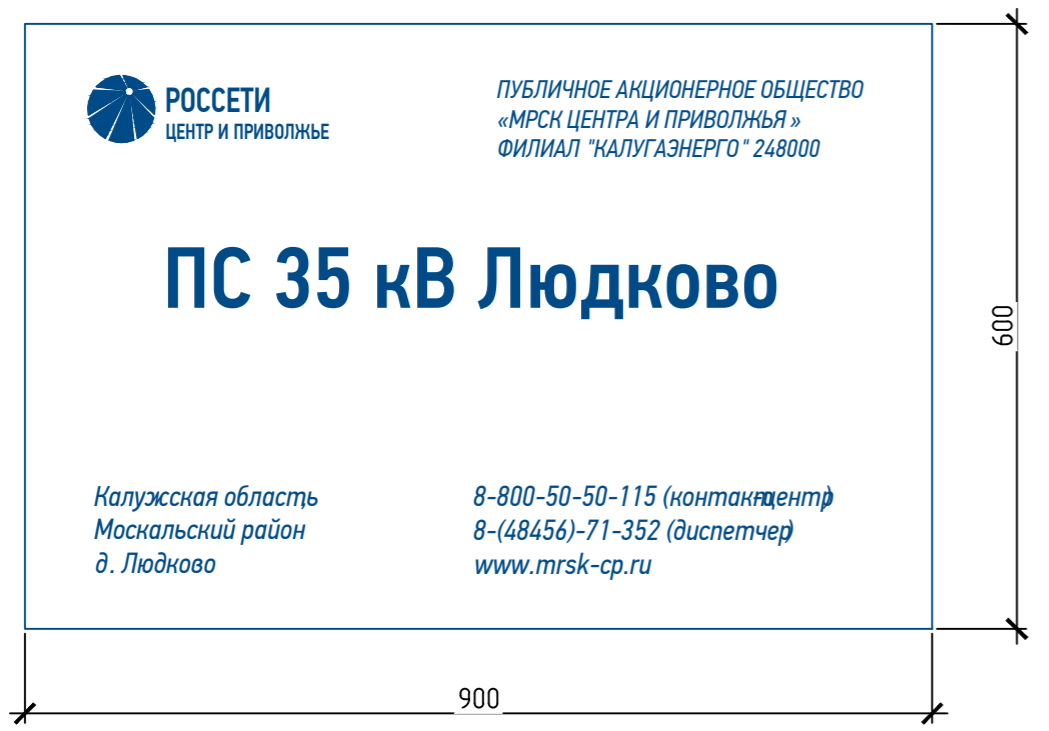 РОССЕТИ
ЦЕНТР И ПРИВОЛЖЬЕ
ПУБЛИЧНОЕ АКЦИОНЕРНОЕ ОБЩЕСТВО
«МРСК ЦЕНТРА И ПРИВОЛЖЬЯ »
ФИЛИАЛ "КАЛУГАЭНЕРГО" 248000
ПС 35 кВ Людково
600
Калужская область,
Москальский район
д. Людково
8-800-50-50-115 (контакт-центр)
8-(48456)-71-352 (диспетчер)
www.mrsk-cp.ru
900